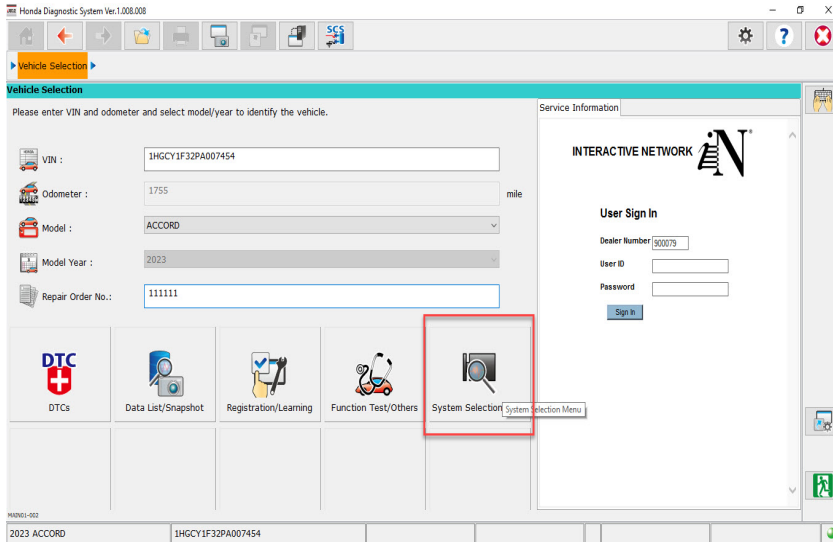 Honda Diagnostic System Ver.1.008.008
SCS
Vehicle Selection
Vehicle Selection
Please enter VIN and odometer and select model/year to identify the vehicle.
VIN :
1HGCY1F32PA007454
Odometer :
1755
mile
Model :
ACCORD
Model Year :
2023
Repair Order No.:
111111
DTC
DTCs
Data List/Snapshot
Registration/Learning
Function Test/Others
System Selection
System Selection Menu
MAIN01-002
Service Information
INTERACTIVE NETWORK iN
User Sign In
Dealer Number 900079
User ID
Password
Sign In
2023 ACCORD
1HGCY1F32PA007454